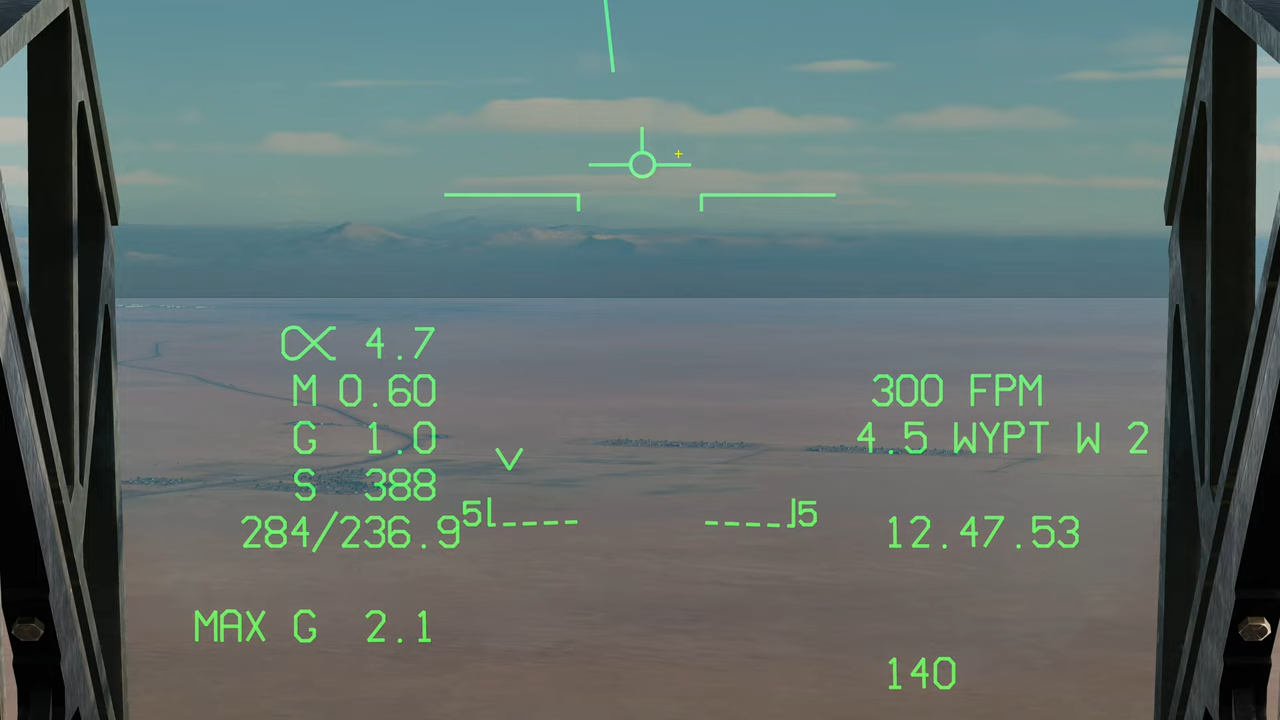 α 4.7
M 0.60
300 FPM
G 1.0
4.5 WYPT W 2
S 388
284/236.9
5
5
12.47.53
MAX G 2.1
140